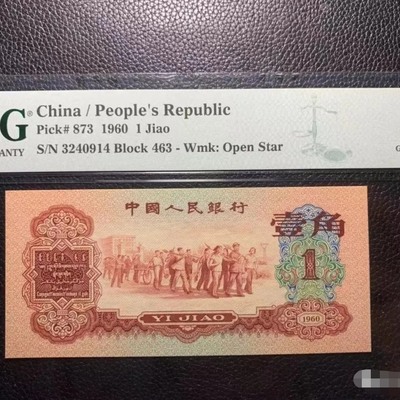 G® China / People's Republic
Pick# 873 1960 1 Jiao
ANTY S/N 3240914 Block 463 - Wmk: Open Star
G
中國人民銀行
壹角
1
YI JIAO
1960